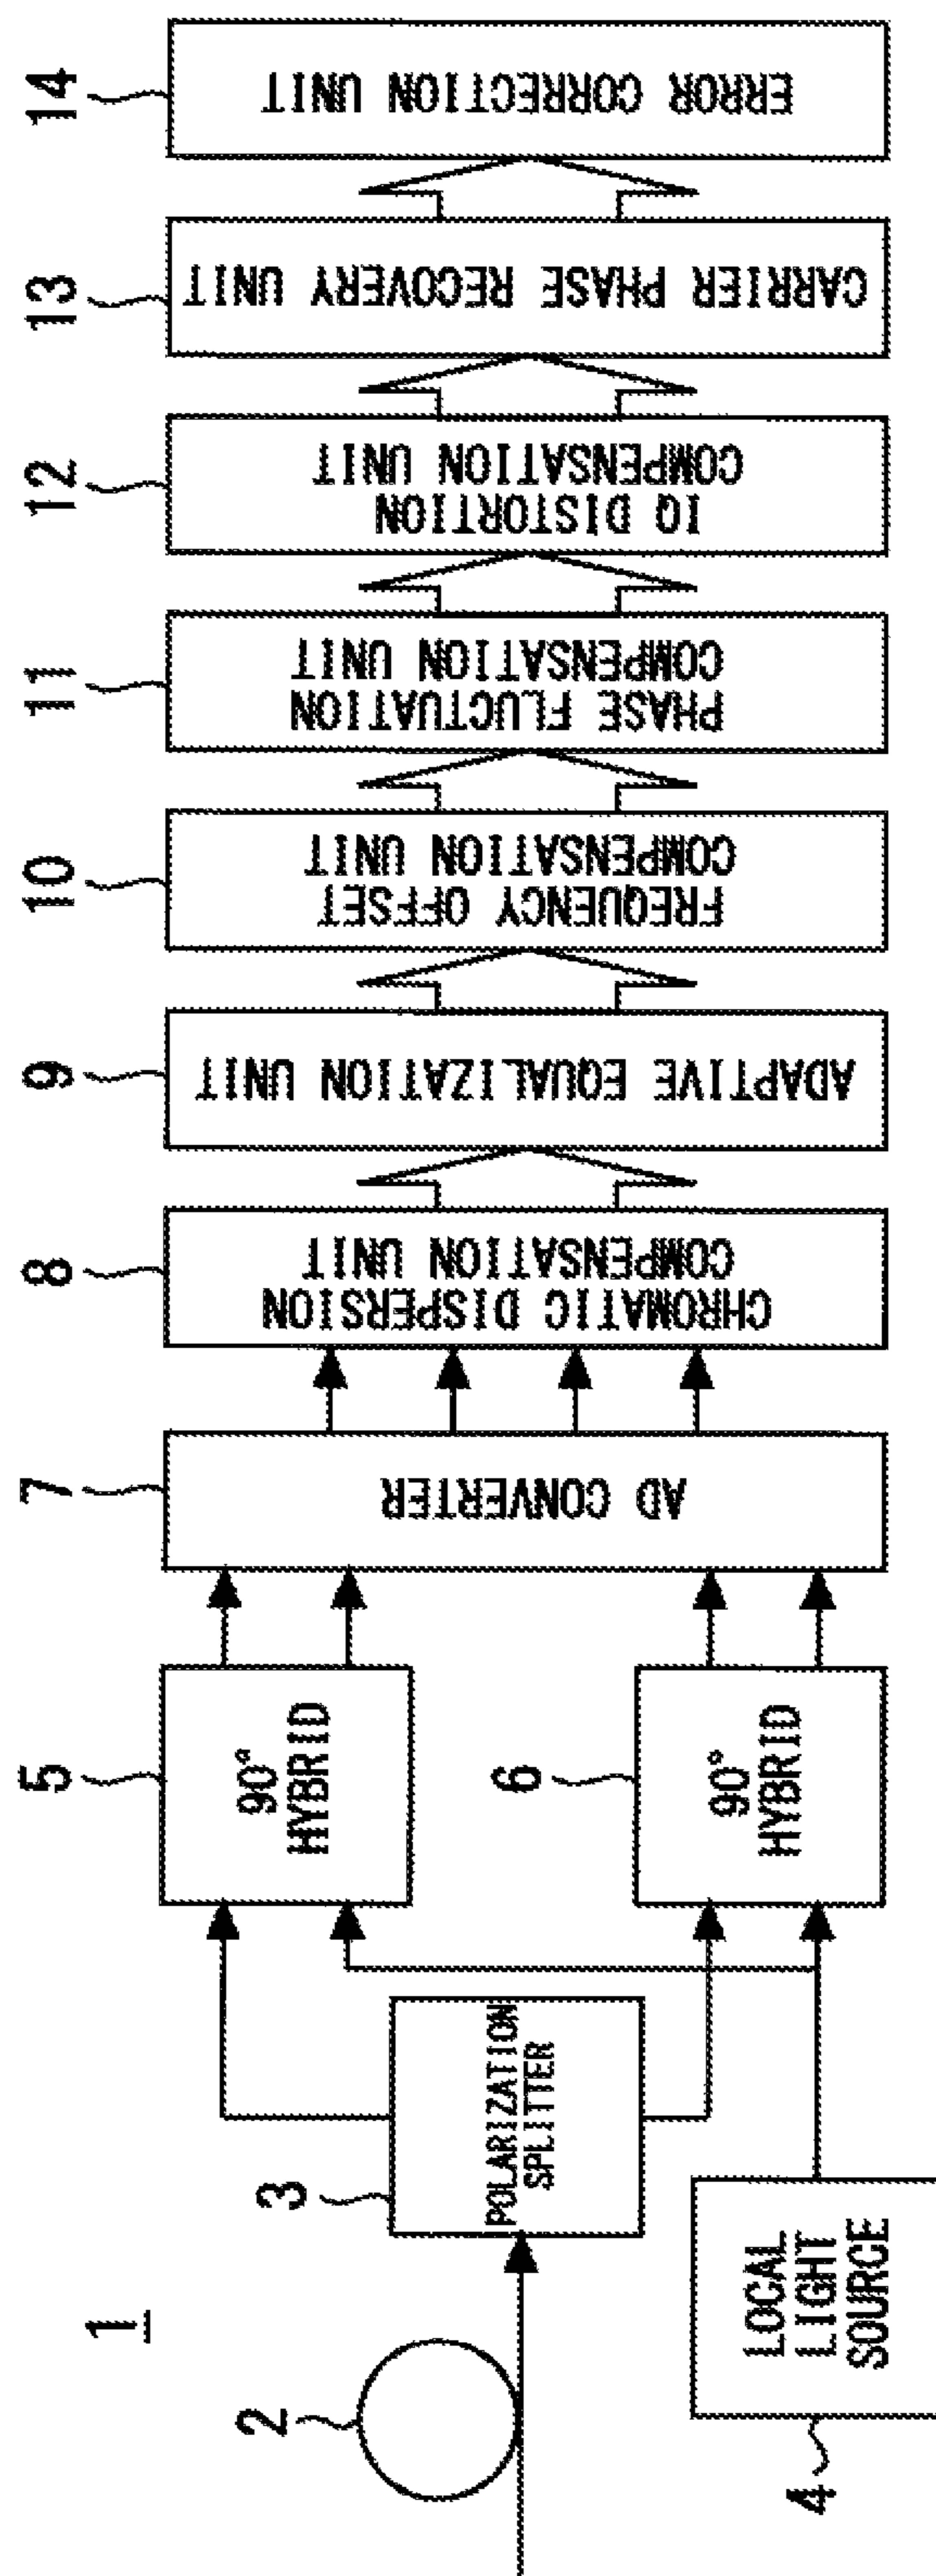 1
2
3
POLARIZATION
SPLITTER
4
LOCAL
LIGHT
SOURCE
5
90°
HYBRID
6
90°
HYBRID
7
AD CONVERTER
8
CHROMATIC DISPERSION
COMPENSATION UNIT
9
ADAPTIVE EQUALIZATION UNIT
10
FREQUENCY OFFSET
COMPENSATION UNIT
11
PHASE FLUCTUATION
COMPENSATION UNIT
12
IQ DISTORTION
COMPENSATION UNIT
13
CARRIER PHASE RECOVERY UNIT
14
ERROR CORRECTION UNIT